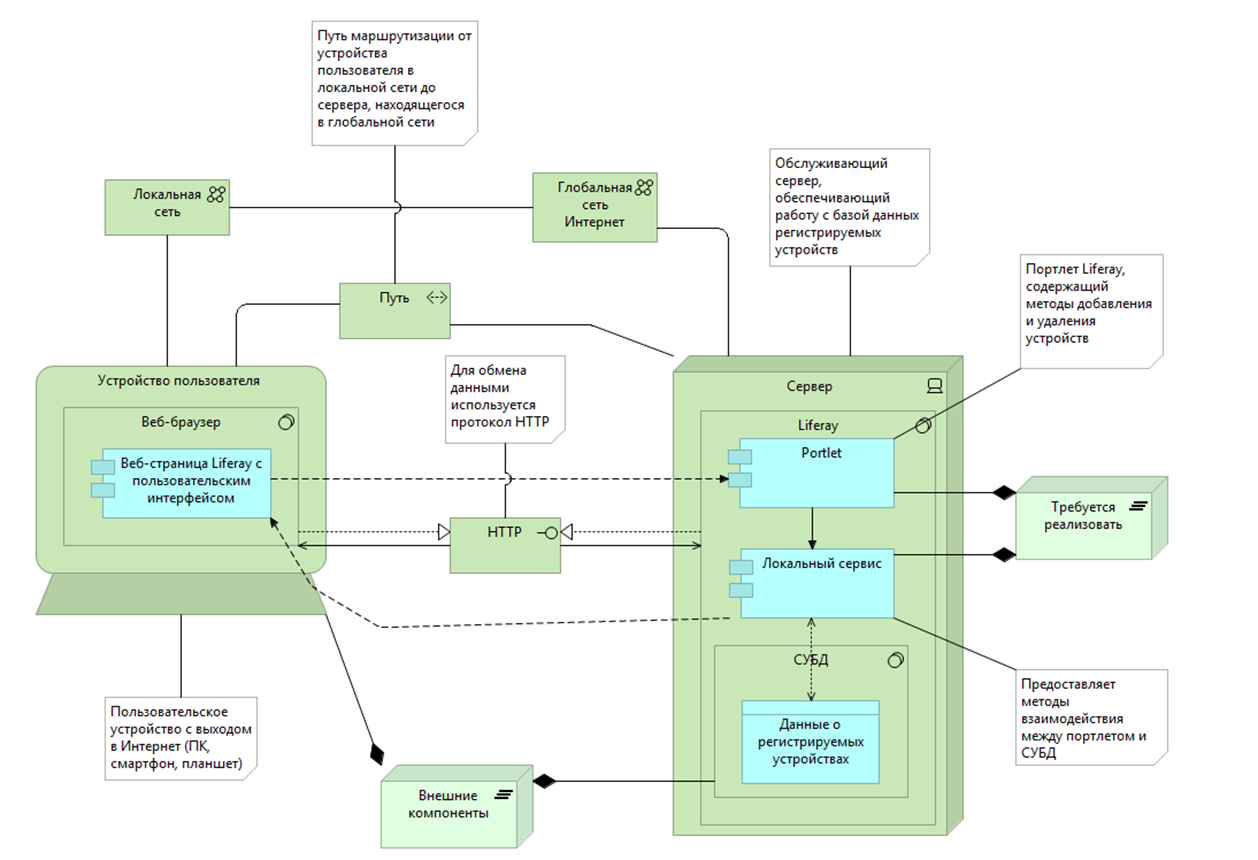 Путь маршрутизации от
устройства
пользователя в
локальной сети до
сервера, находящегося
в глобальной сети
Обслуживающий
сервер,
обеспечивающий
работу с базой данных
регистрируемых
устройств
Локальная
сеть
Глобальная
сеть
Интернет
Портлет Liferay,
содержащий
методы добавления
и удаления
устройств
Путь
Для обмена
данными
используется
протокол HTTP
Устройство пользователя
Веб-браузер
Веб-страница Liferay с
пользовательским
интерфейсом
Сервер
Liferay
Portlet
HTTP
Требуется
реализовать
Локальный сервис
СУБД
Данные о
регистрируемых
устройствах
Предоставляет
методы
взаимодействия
между портлетом и
СУБД
Пользовательское
устройство с выходом
в Интернет (ПК,
смартфон, планшет)
Внешние
компоненты